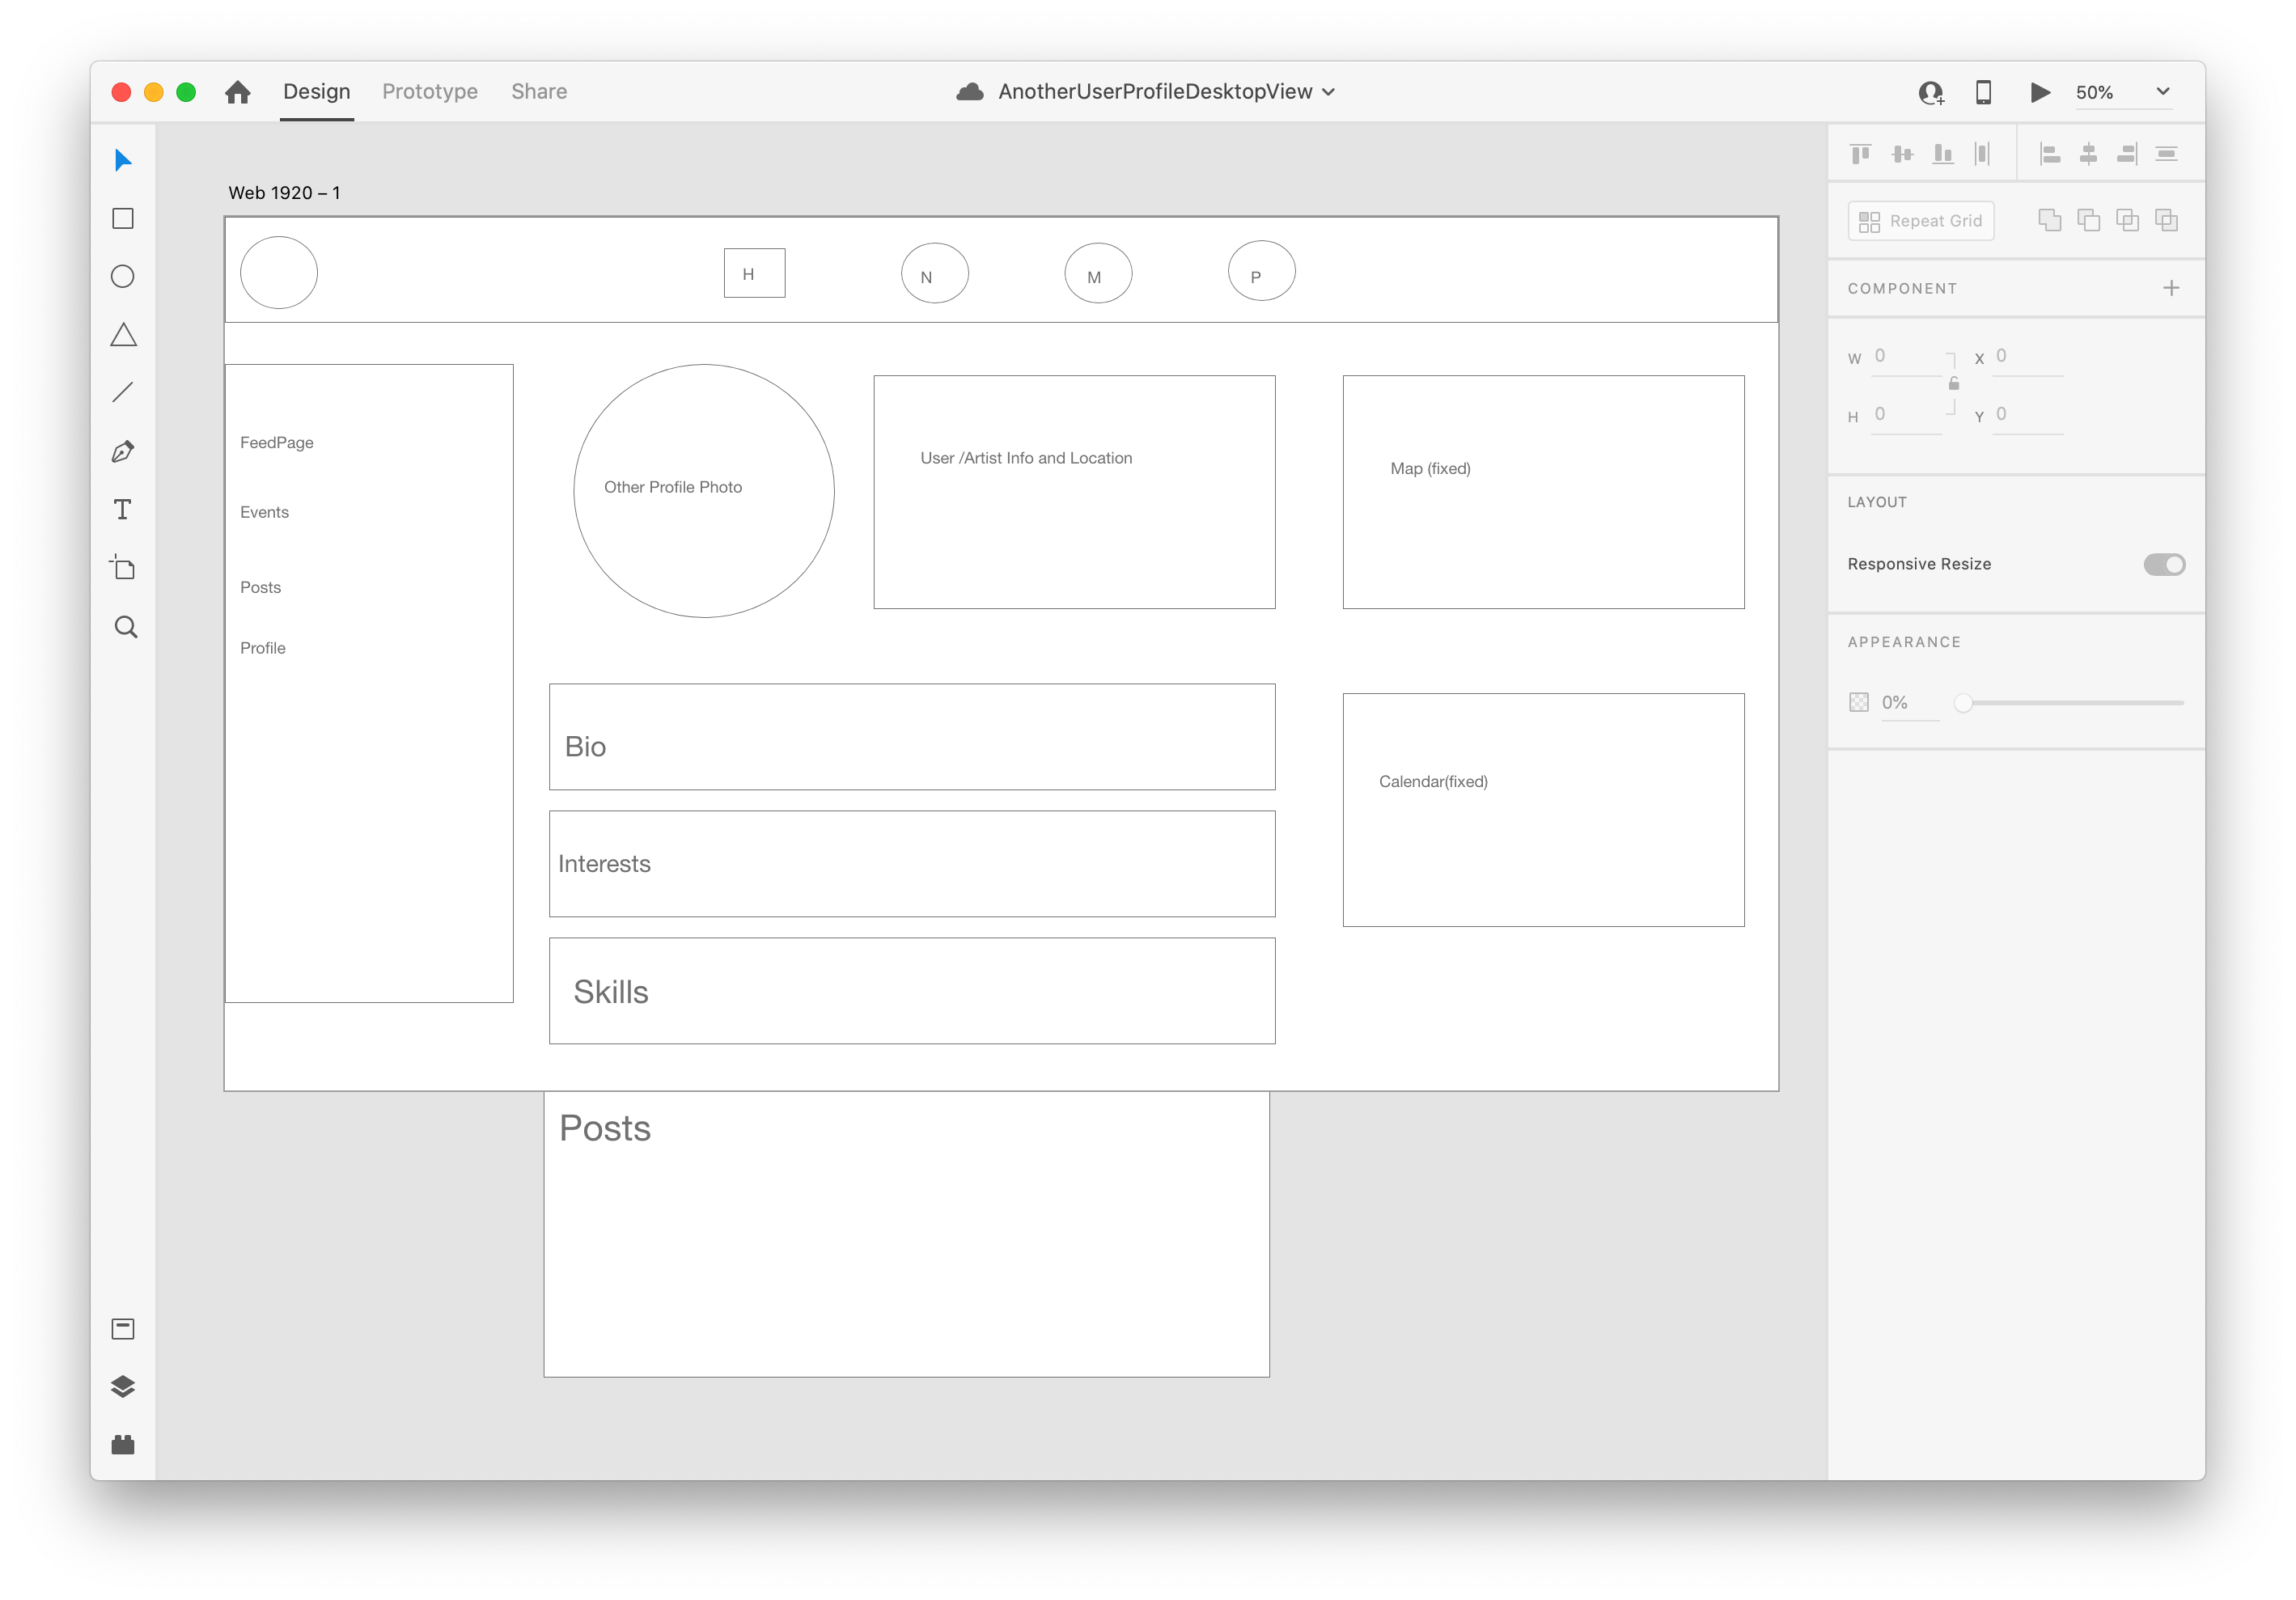 Design Prototype Share AnotherUserProfileDesktopView 50%
Web 1920 – 1
H N M P
FeedPage
Events
Posts
Profile
Other Profile Photo
User /Artist Info and Location
Map (fixed)
Bio
Interests
Skills
Calendar(fixed)
Posts
Repeat Grid
COMPONENT
W 0 X 0
H 0 Y 0
LAYOUT
Responsive Resize
APPEARANCE
0%